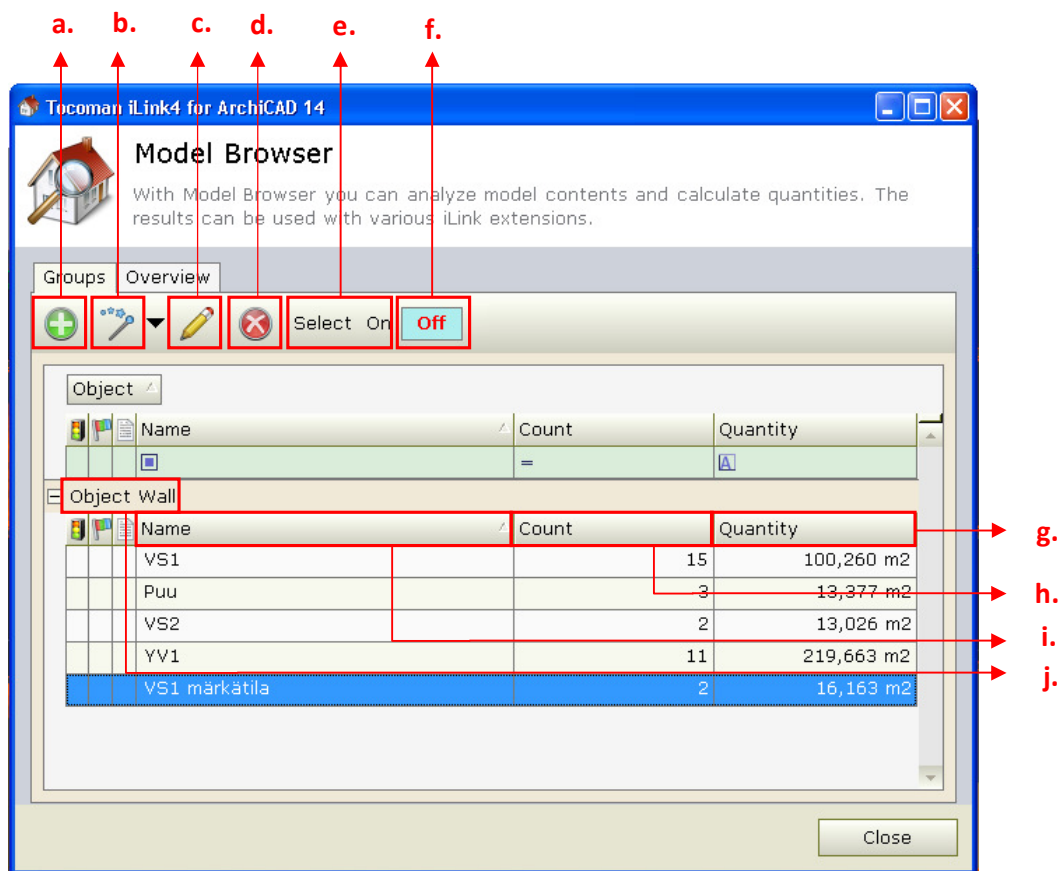 a. b. c. d. e. f.
Tocoman iLink4 for ArchiCAD 14
Model Browser
With Model Browser you can analyze model contents and calculate quantities. The
results can be used with various iLink extensions.
Groups Overview
Select On Off
Object
Name Count Quantity
= A
Object Wall
Name Count Quantity g.
VS1 15 100,260 m2
Puu 3 13,377 m2 h.
VS2 2 13,026 m2 i.
YV1 11 219,663 m2 j.
VS1 märkätila 2 16,163 m2
Close